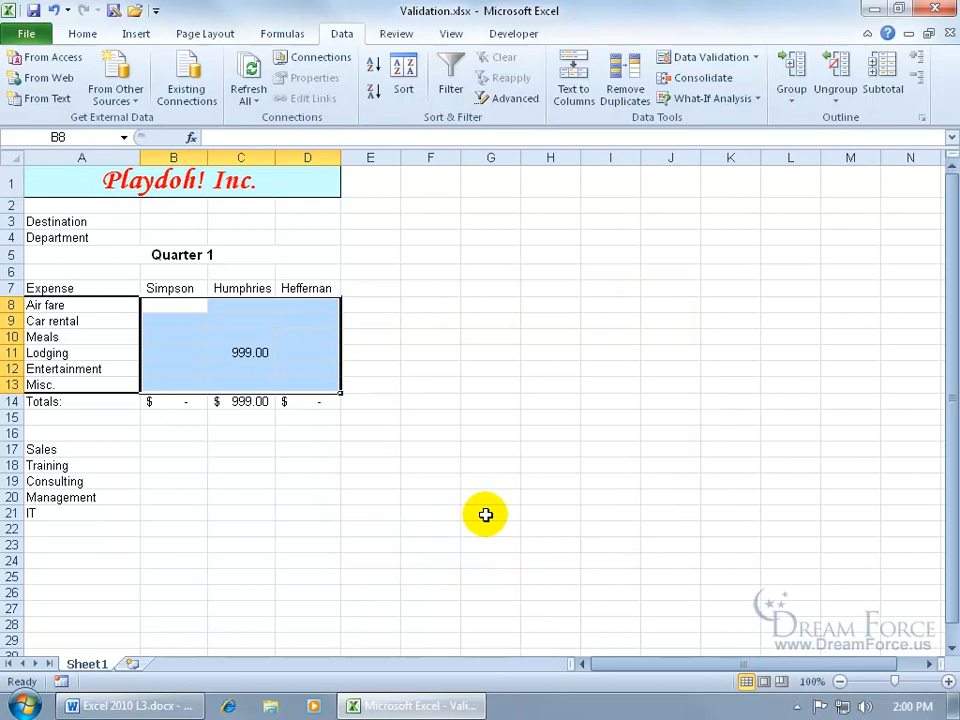 Validation.xlsx - Microsoft Excel
File Home Insert Page Layout Formulas Data Review View Developer
From Access
From Web
From Text
From Other Sources
Existing Connections
Get External Data
Refresh All
Connections
Properties
Edit Links
Connections
Sort
Filter
Clear
Reapply
Advanced
Sort & Filter
Text to Columns
Remove Duplicates
Data Validation
Consolidate
What-If Analysis
Data Tools
Group
Ungroup
Subtotal
Outline
B8 fx
A B C D E F G H I J K L M N
1 Playdoh! Inc.
2
3 Destination
4 Department
5 Quarter 1
6
7 Expense Simpson Humphries Heffernan
8 Air fare
9 Car rental
10 Meals
11 Lodging 999.00
12 Entertainment
13 Misc.
14 Totals: $ - $ 999.00 $ -
15
16
17 Sales
18 Training
19 Consulting
20 Management
21 IT
22
23
24
25
26
27
28
29
DREAM FORCE
www.DreamForce.us
Sheet1
Ready 100%
Excel 2010 L3.docx - ... Microsoft Excel - Vali... 2:00 PM